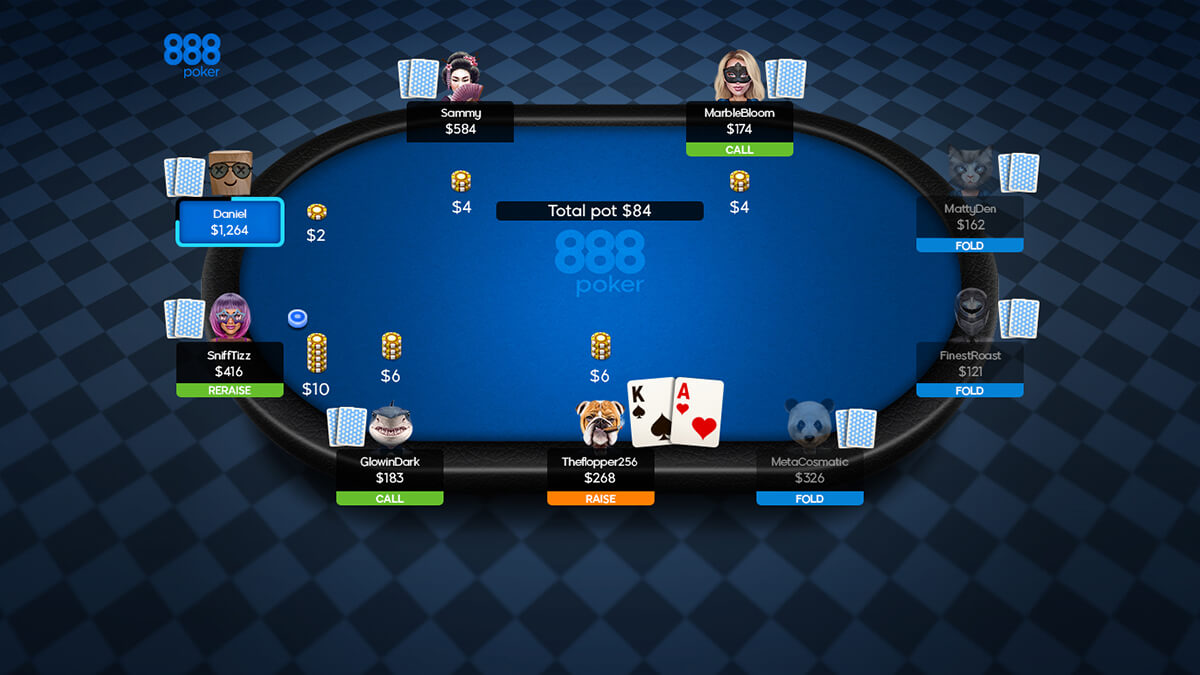 888
poker
Sammy
$584
MarbleBloom
$174
CALL
Daniel
$1,264
$2
$4
Total pot $84
$4
MattyDen
$162
FOLD
888
poker
SniffTizz
$416
RERAISE
$10
$6
$6
K
A
FinestRoast
$121
FOLD
GlowinDark
$183
CALL
Theflopper256
$268
RAISE
MetaCosmatic
$326
FOLD